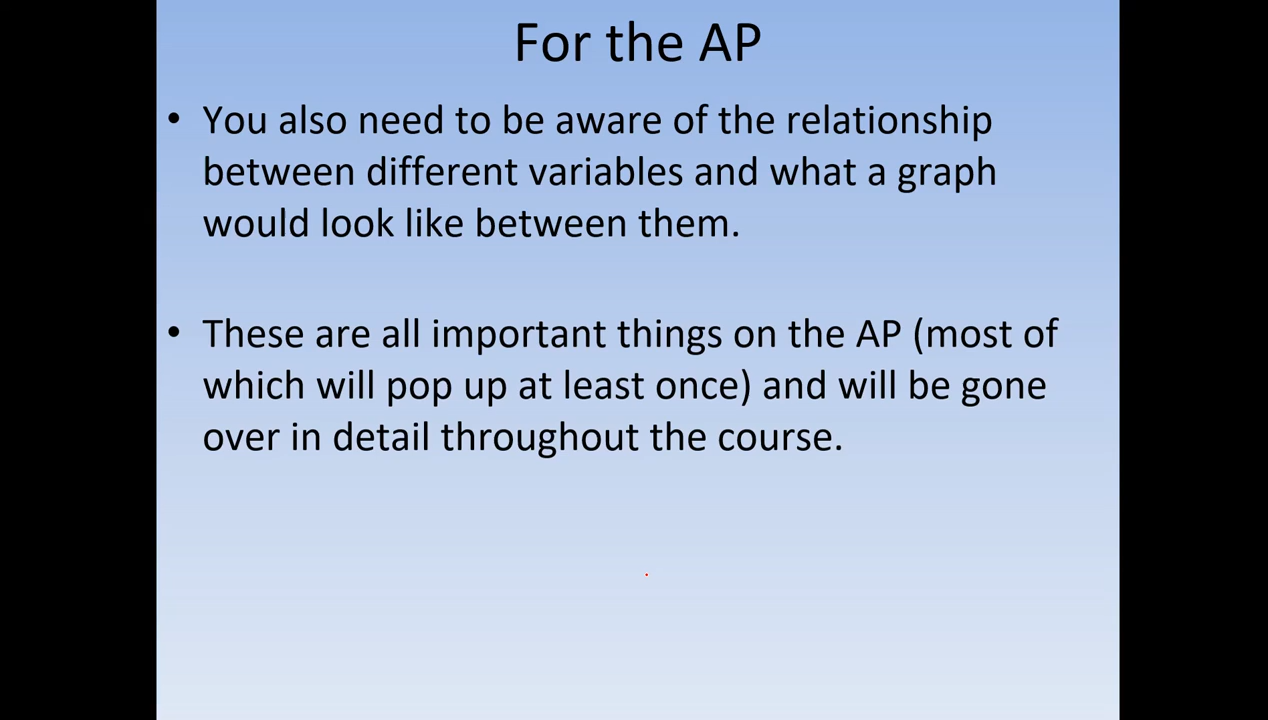 For the AP
• You also need to be aware of the relationship
between different variables and what a graph
would look like between them.
• These are all important things on the AP (most of
which will pop up at least once) and will be gone
over in detail throughout the course.